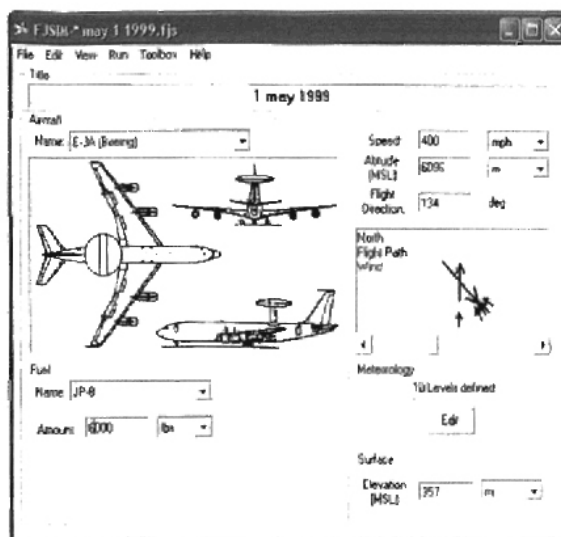 FJSIM-* may 1 1999.fjs
File Edit View Run Toolbox Help
Title
1 may 1999
Aircraft
Name: E-3A (Boeing)
Speed: 400 mph
Altitude (MSL) 6096 m
Flight Direction: 134 deg
North
Flight Path
Wind
Fuel
Name: JP-8
Amount: 6000 lbs
Meteorology
Levels defined
Edit
Surface
Elevation (MSL) 357 m